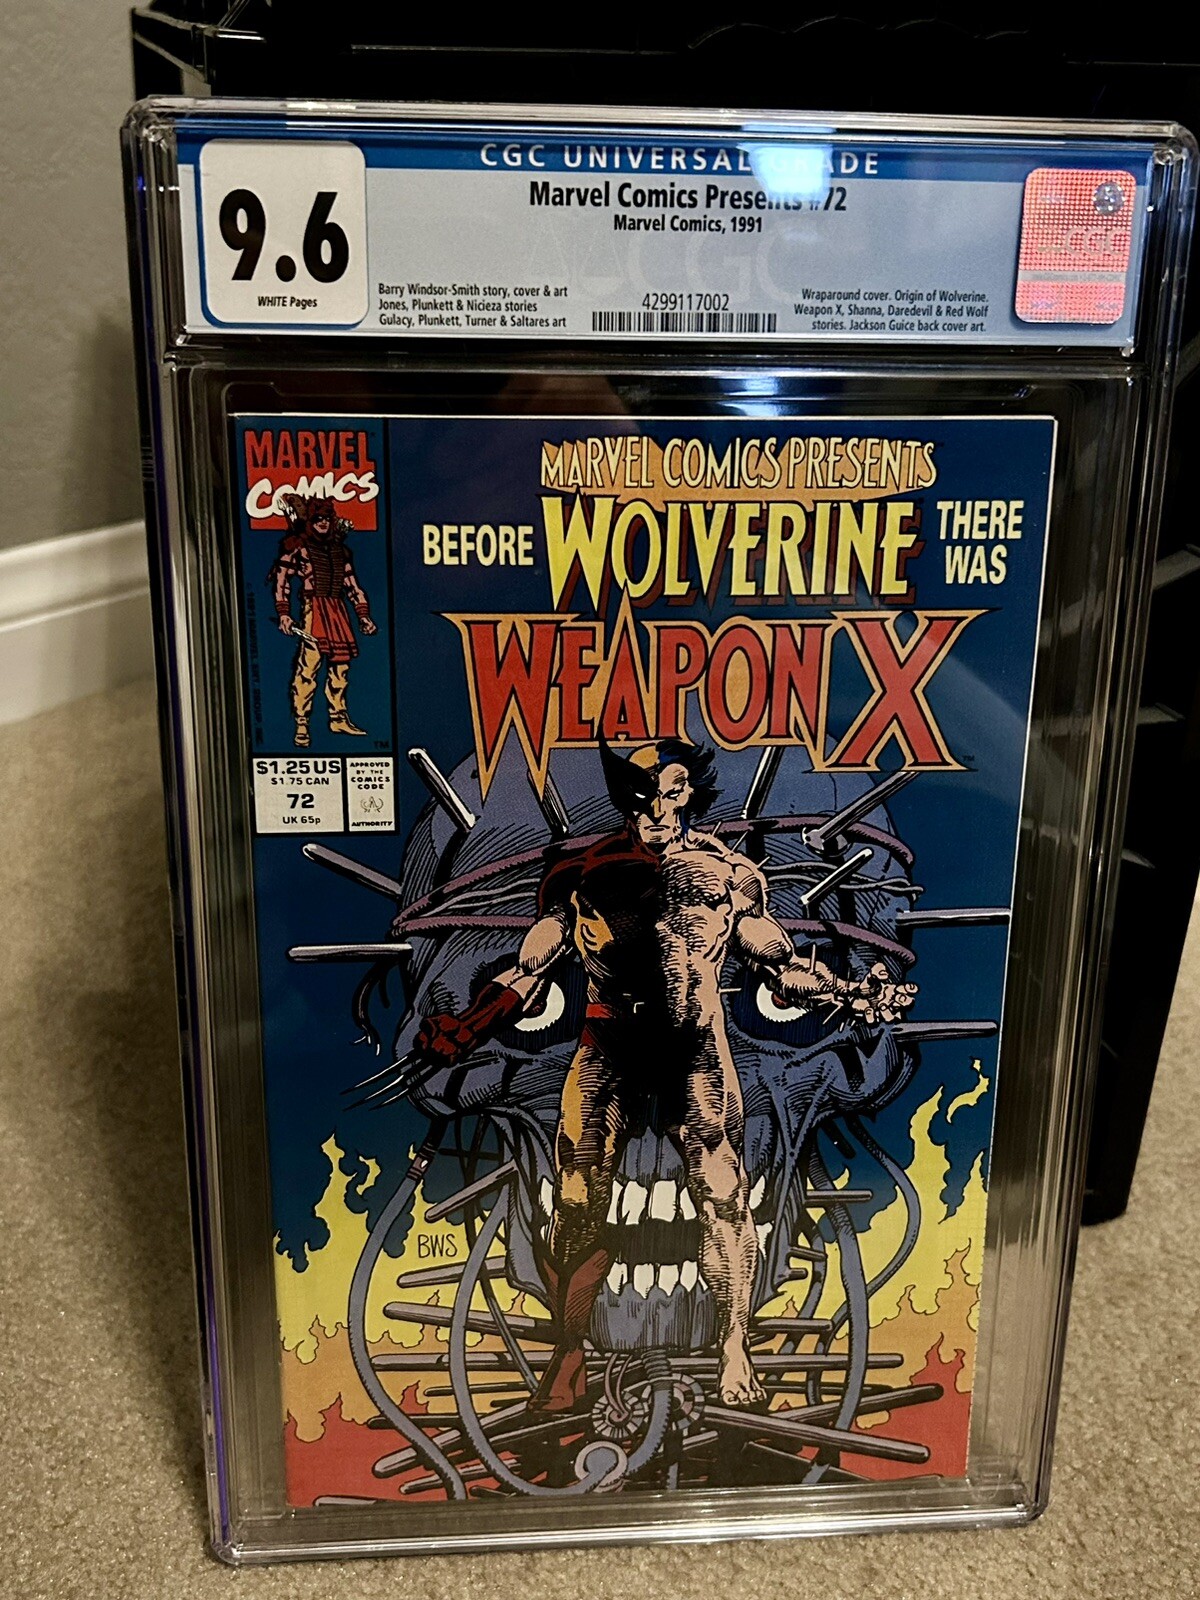 CGC UNIVERSAL GRADE
9.6
WHITE Pages
Marvel Comics Presents #72
Marvel Comics, 1991
Barry Windsor-Smith story, cover & art
Jones, Plunkett & Nicieza stories
Gulacy, Plunkett, Turner & Saltares art
4299117002
Wraparound cover. Origin of Wolverine.
Weapon X, Shanna, Daredevil & Red Wolf
stories. Jackson Guice back cover art.
CGC
MARVEL
COMICS
TM
$1.25 US
$1.75 CAN
72
UK 65p
APPROVED
BY THE
COMICS
CODE
AUTHORITY
MARVEL COMICS PRESENTS
BEFORE WOLVERINE THERE WAS
WEAPON X
BWS